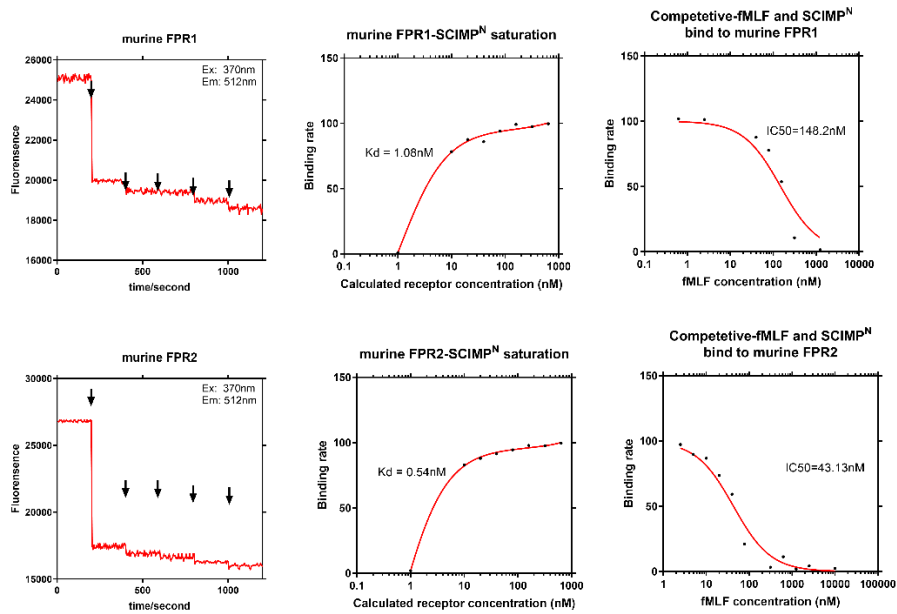 murine FPR1
Ex: 370nm
Em: 512nm
26000
24000
22000
20000
18000
16000
Fluorensence
0
500
1000
time/second
murine FPR1-SCIMP^N saturation
150
100
50
0
Binding rate
Kd = 1.08nM
0.1
1
10
100
1000
Calculated receptor concentration (nM)
Competetive-fMLF and SCIMP^N
bind to murine FPR1
150
100
50
0
Binding rate
IC50=148.2nM
0.1
1
10
100
1000
10000
fMLF concentration (nM)
murine FPR2
Ex: 370nm
Em: 512nm
30000
25000
20000
15000
Fluorensence
0
500
1000
time/second
murine FPR2-SCIMP^N saturation
150
100
50
0
Binding rate
Kd = 0.54nM
0.1
1
10
100
1000
Calculated receptor concentration (nM)
Competetive-fMLF and SCIMP^N
bind to murine FPR2
150
100
50
0
Binding rate
IC50=43.13nM
1
10
100
1000
10000
100000
fMLF concentration (nM)